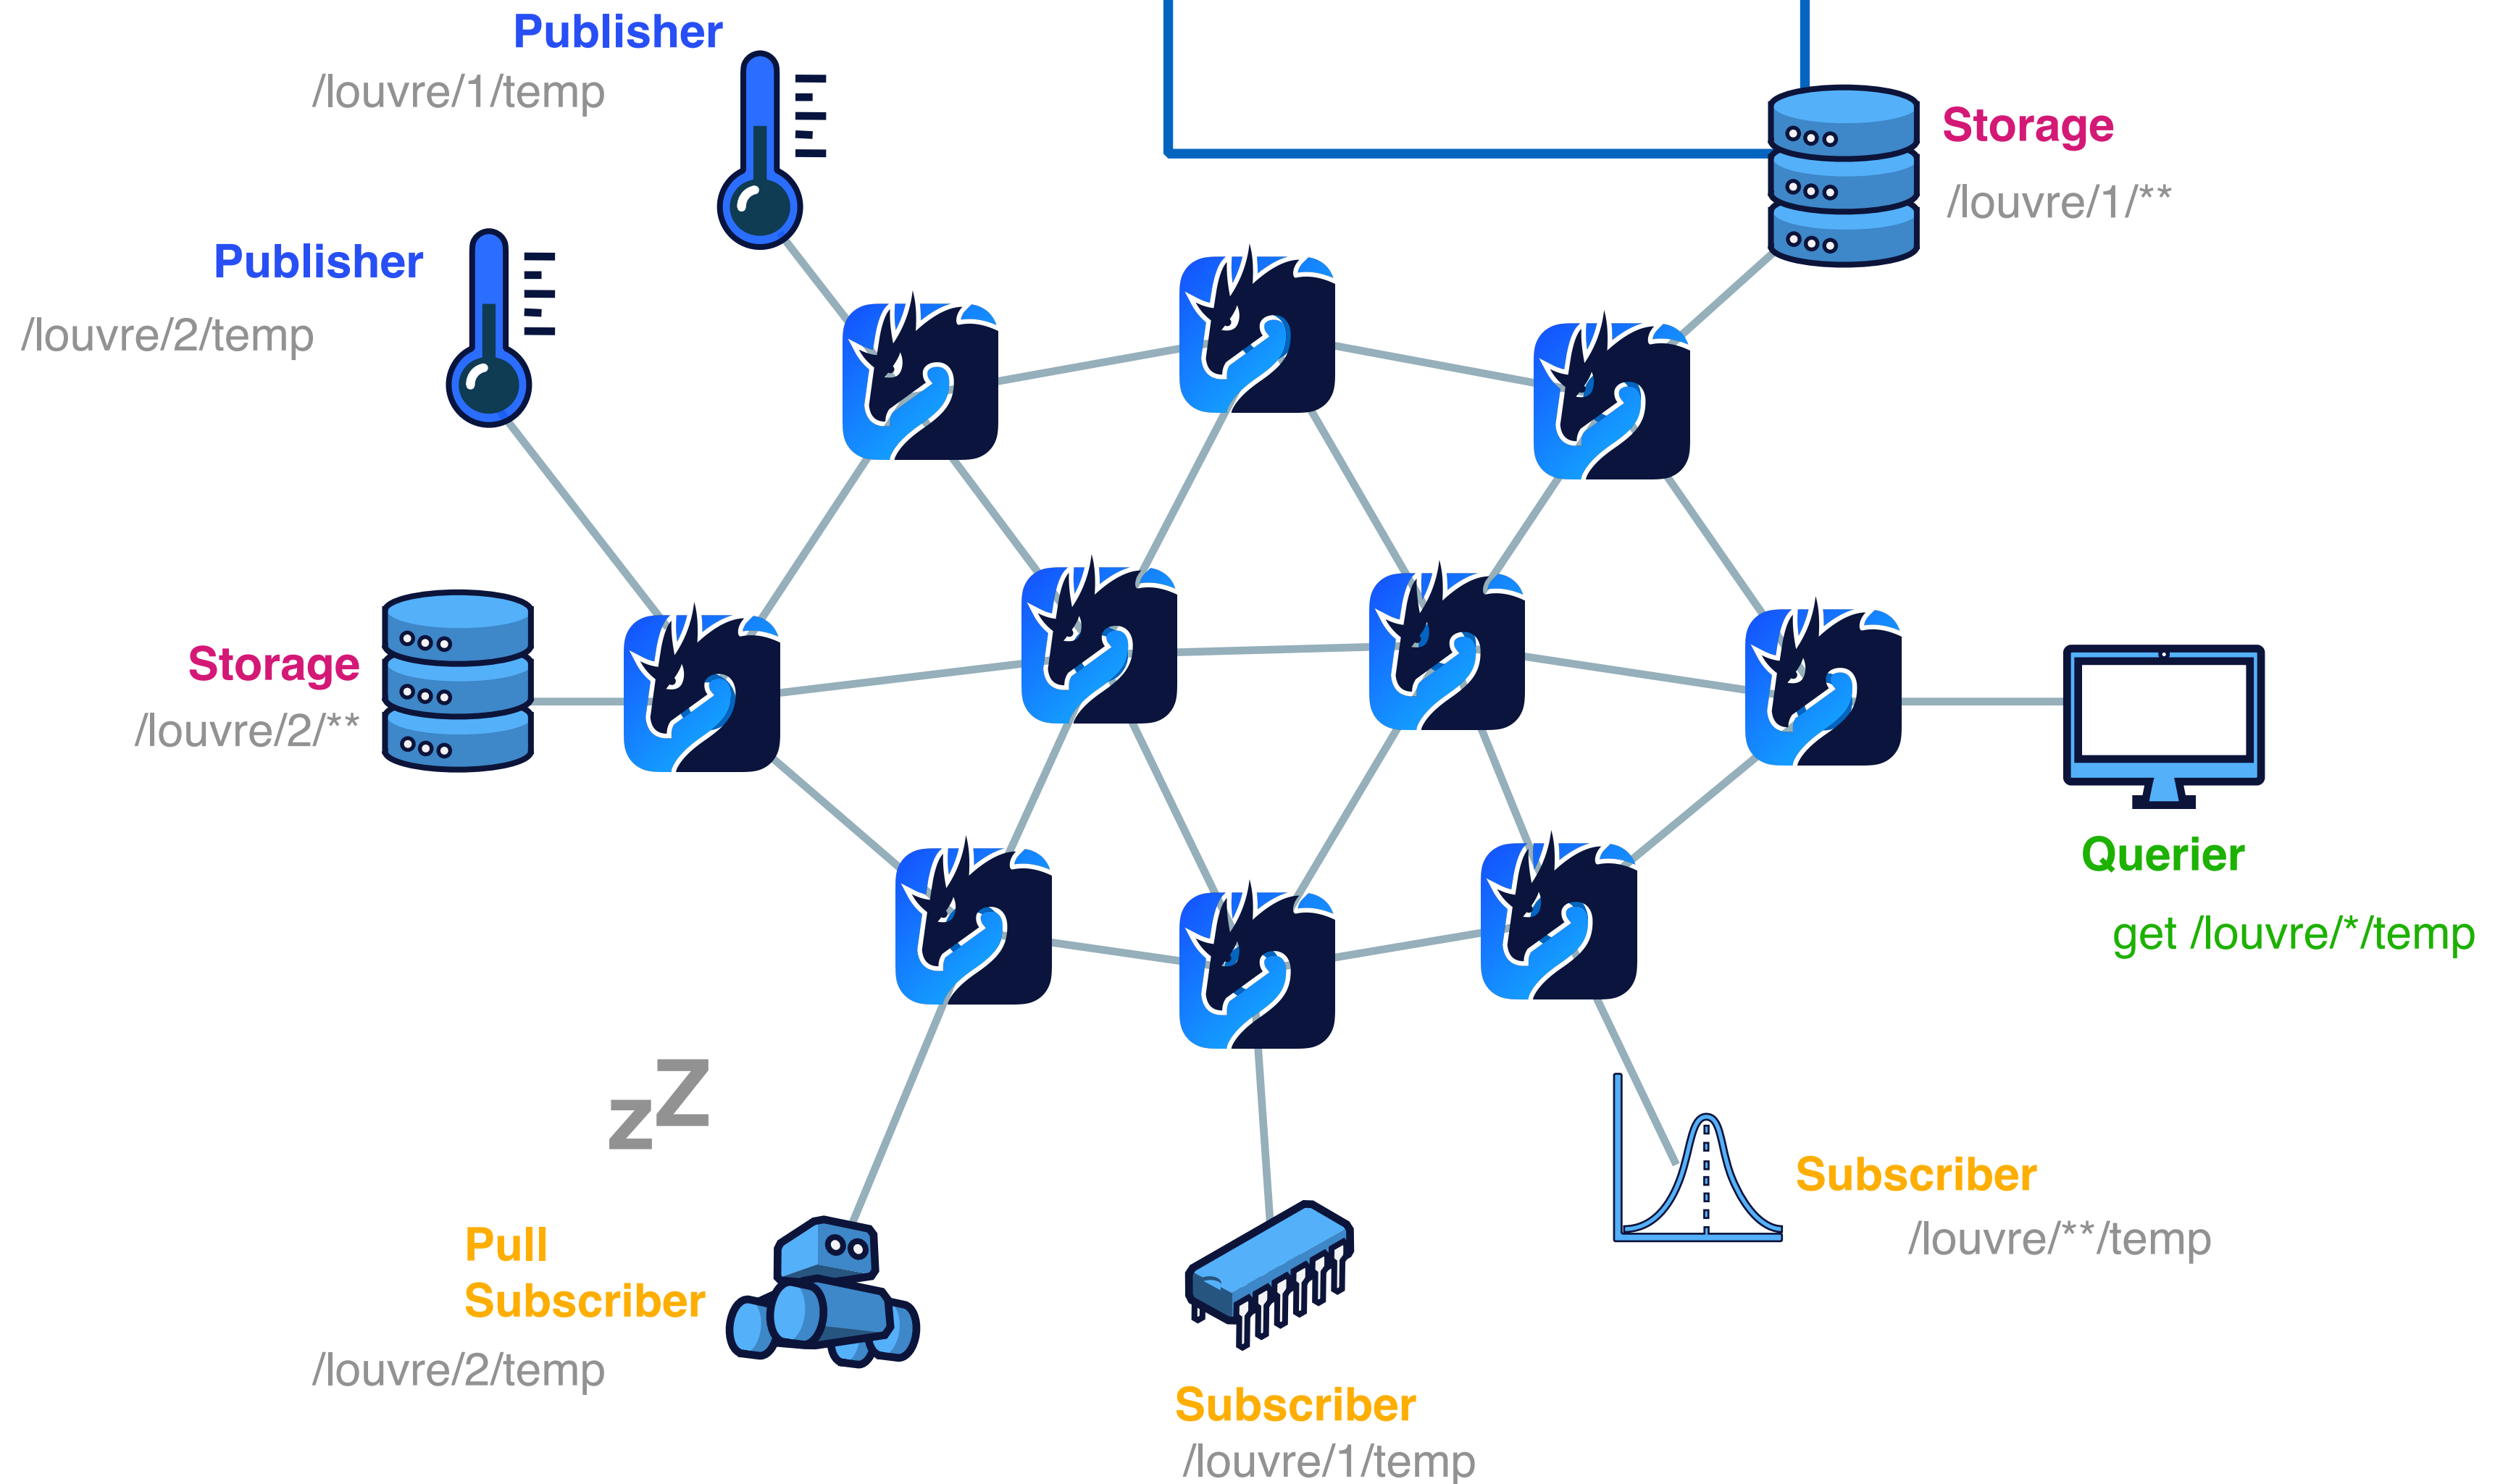 Publisher
/louvre/1/temp
Storage
/louvre/1/**
Publisher
/louvre/2/temp
Storage
/louvre/2/**
Querier
get /louvre/*/temp
zZ
Pull
Subscriber
/louvre/2/temp
Subscriber
/louvre/**/temp
Subscriber
/louvre/1/temp